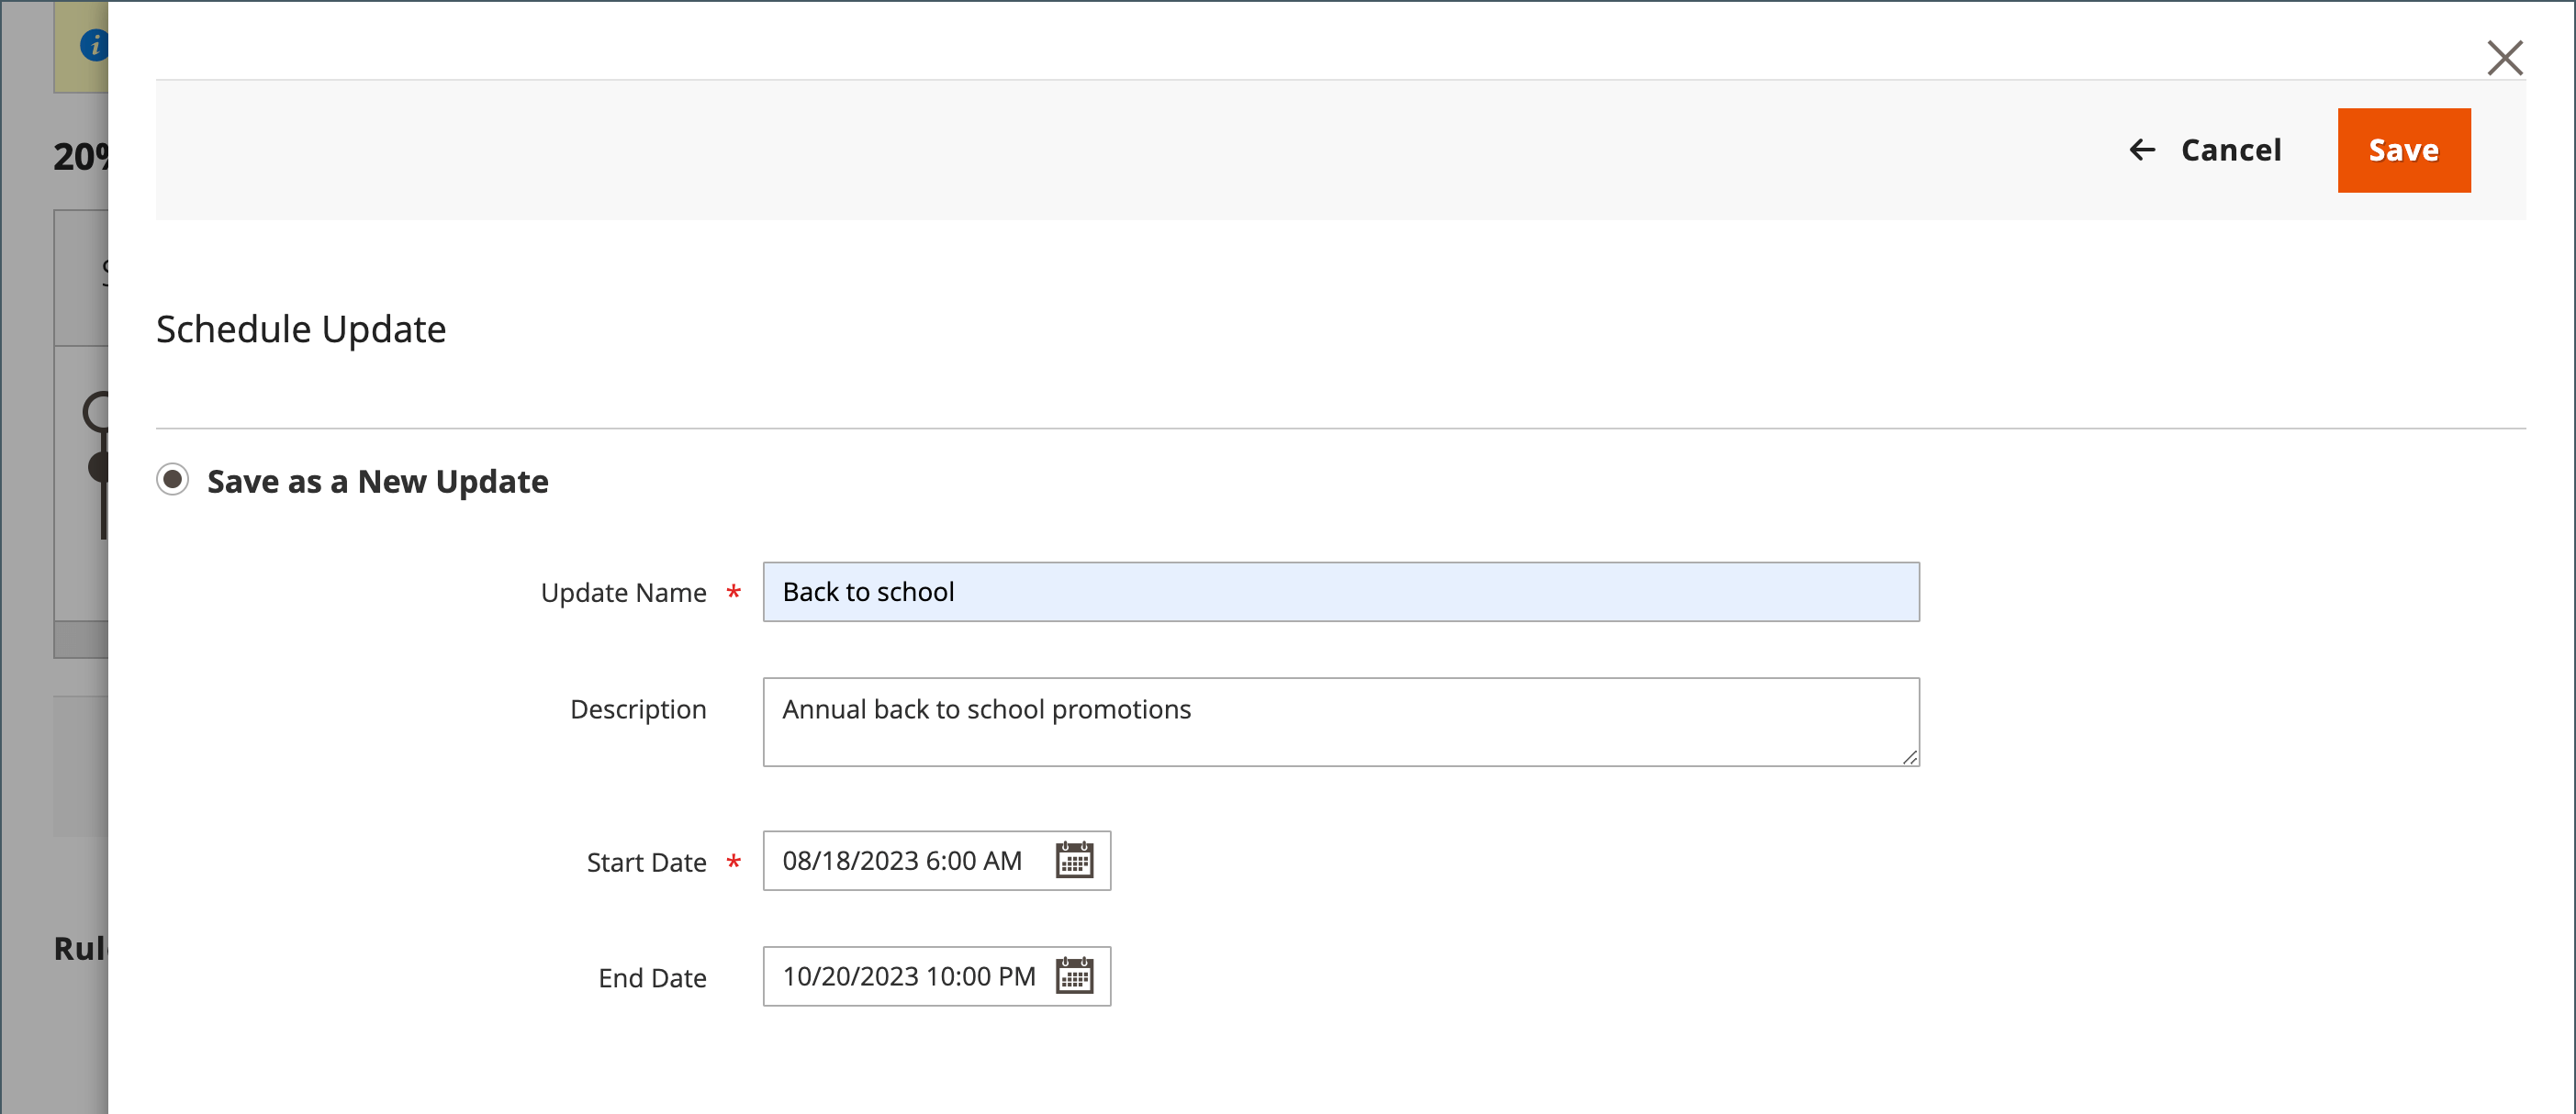 Cancel
Save
20%
Schedule Update
Save as a New Update
Update Name *
Back to school
Description
Annual back to school promotions
Start Date *
08/18/2023 6:00 AM
End Date
10/20/2023 10:00 PM